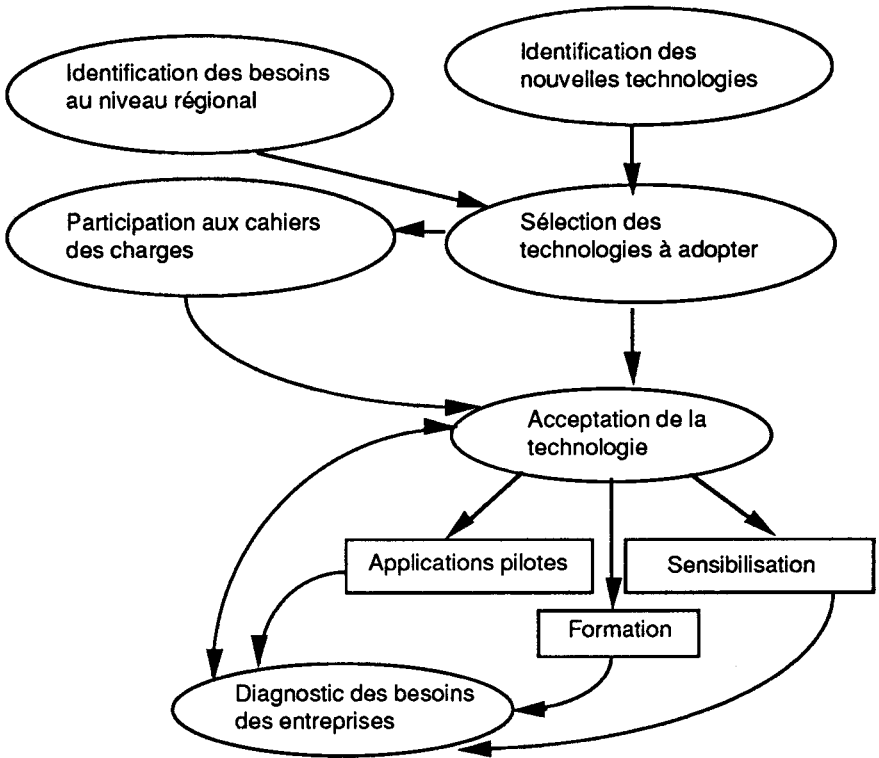 Identification des besoins
au niveau régional
Identification des
nouvelles technologies
Participation aux cahiers
des charges
Sélection des
technologies à adopter
Acceptation de la
technologie
Applications pilotes
Sensibilisation
Formation
Diagnostic des besoins
des entreprises